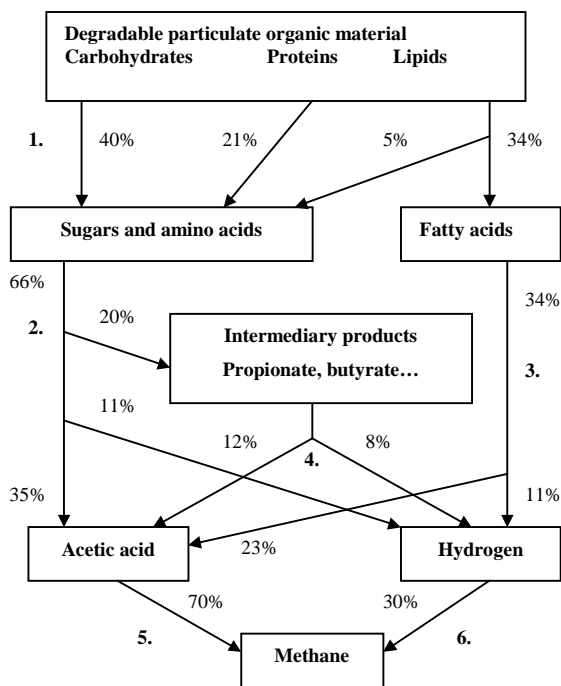 Degradable particulate organic material
Carbohydrates Proteins Lipids
1. 40% 21% 5% 34%
Sugars and amino acids Fatty acids
66% 34%
2. 20%
Intermediary products
Propionate, butyrate…
3.
11%
12% 8%
4.
35% 11%
Acetic acid 23% Hydrogen
70% 30%
5. 6.
Methane